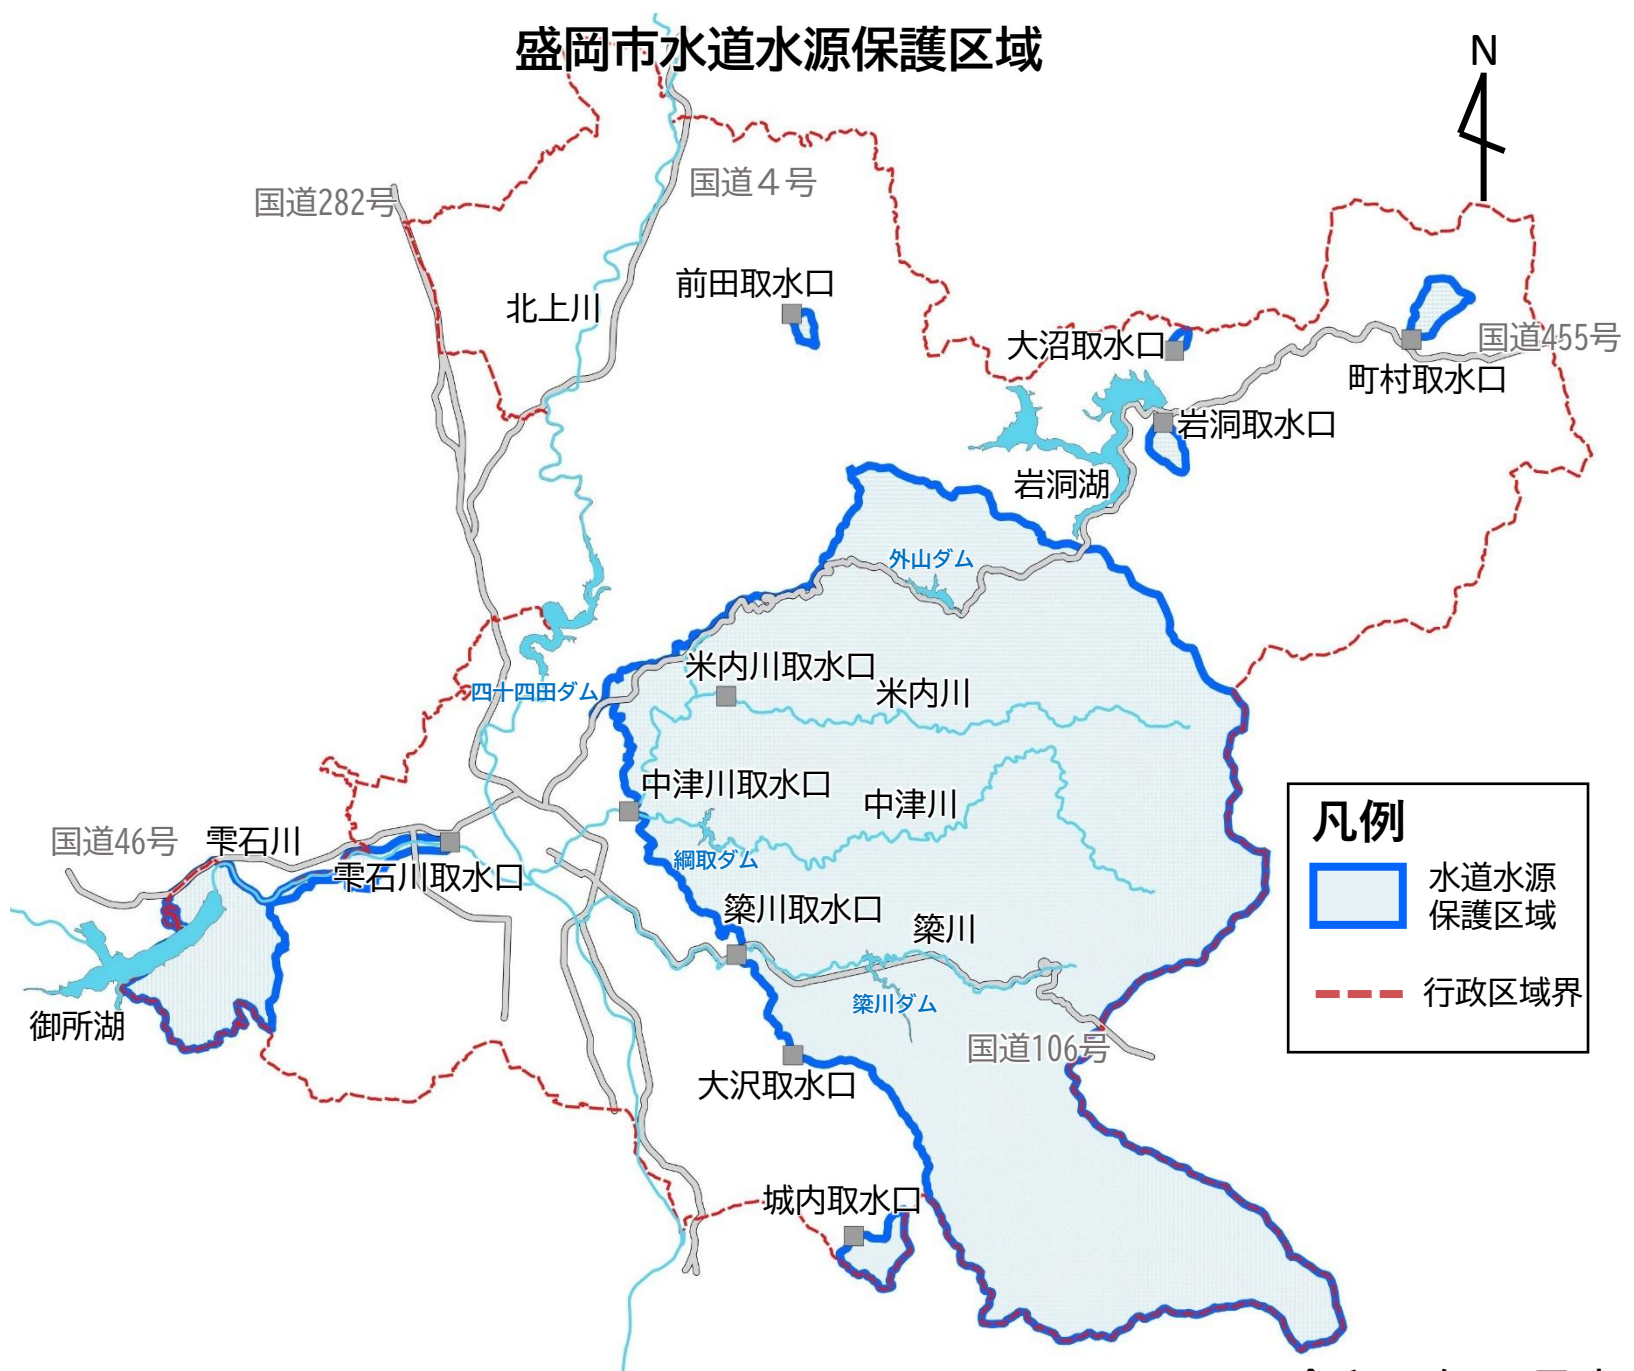 盛岡市水道水源保護区域
N
国道４号
国道282号
前田取水口
北上川
大沼取水口
国道455号
町村取水口
岩洞取水口
岩洞湖
外山ダム
米内川取水口
米内川
四十四田ダム
中津川取水口
中津川
国道46号
雫石川
綱取ダム
雫石川取水口
簗川取水口
簗川
簗川ダム
御所湖
国道106号
大沢取水口
城内取水口
凡例
水道水源
保護区域
行政区域界